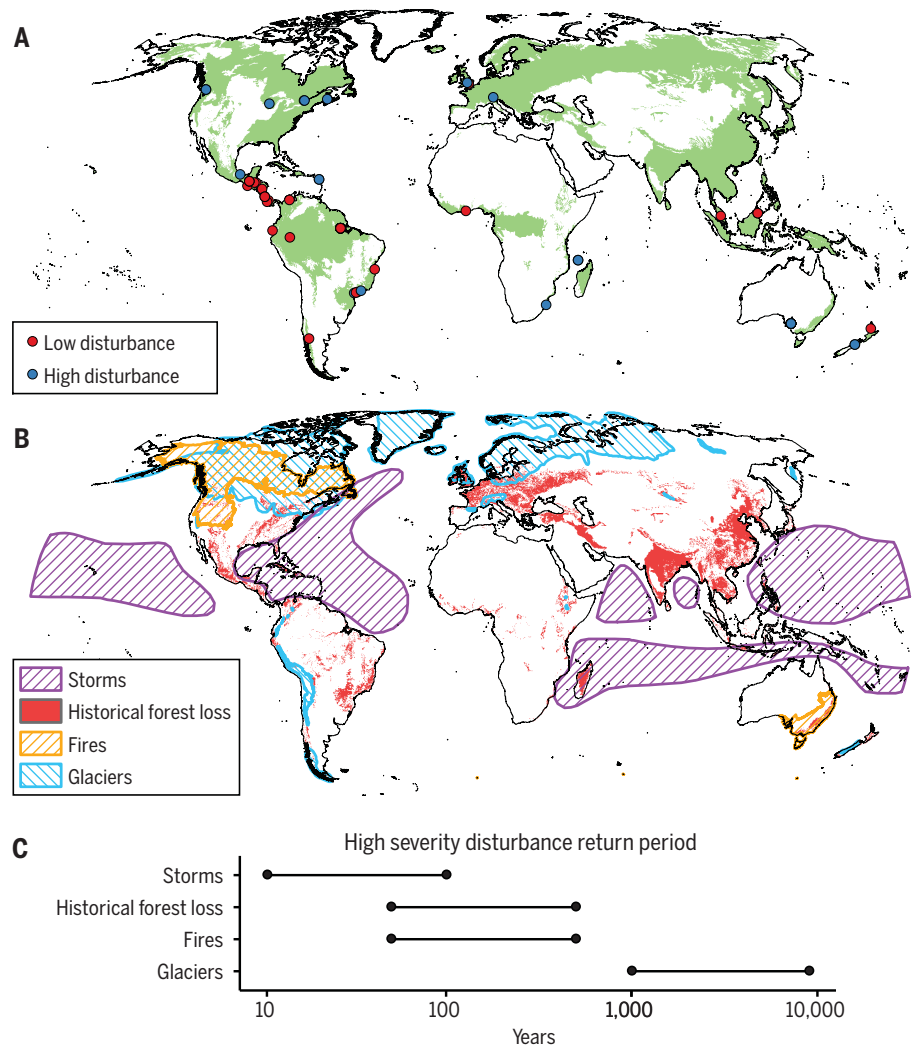 A
Low disturbance
High disturbance
B
Storms
Historical forest loss
Fires
Glaciers
C
High severity disturbance return period
Storms
Historical forest loss
Fires
Glaciers
10 100 1,000 10,000
Years